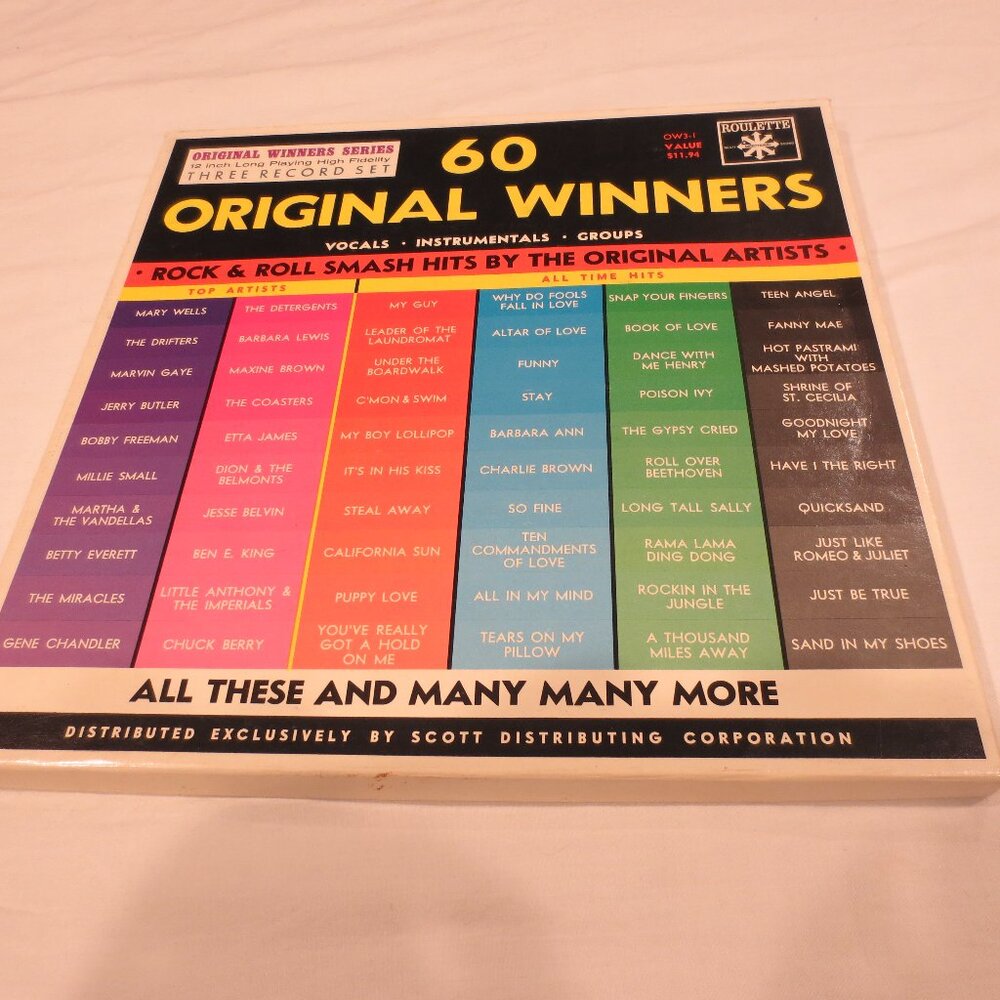 ORIGINAL WINNERS SERIES
12 inch Long Playing High Fidelity
THREE RECORD SET
60
OW3-1
VALUE
$11.94
ROULETTE
ORIGINAL WINNERS
VOCALS · INSTRUMENTALS · GROUPS
· ROCK & ROLL SMASH HITS BY THE ORIGINAL ARTISTS ·
TOP ARTISTS
ALL TIME HITS
MARY WELLS
THE DRIFTERS
MARVIN GAYE
JERRY BUTLER
BOBBY FREEMAN
MILLIE SMALL
MARTHA &
THE VANDELLAS
BETTY EVERETT
THE MIRACLES
GENE CHANDLER
THE DETERGENTS
BARBARA LEWIS
MAXINE BROWN
THE COASTERS
ETTA JAMES
DION & THE
BELMONTS
JESSE BELVIN
BEN E. KING
LITTLE ANTHONY &
THE IMPERIALS
CHUCK BERRY
MY GUY
LEADER OF THE
LAUNDROMAT
UNDER THE
BOARDWALK
C'MON & SWIM
MY BOY LOLLIPOP
IT'S IN HIS KISS
STEAL AWAY
CALIFORNIA SUN
PUPPY LOVE
YOU'VE REALLY
GOT A HOLD
ON ME
WHY DO FOOLS
FALL IN LOVE
ALTAR OF LOVE
FUNNY
STAY
BARBARA ANN
CHARLIE BROWN
SO FINE
TEN
COMMANDMENTS
OF LOVE
ALL IN MY MIND
TEARS ON MY
PILLOW
SNAP YOUR FINGERS
BOOK OF LOVE
DANCE WITH
ME HENRY
POISON IVY
THE GYPSY CRIED
ROLL OVER
BEETHOVEN
LONG TALL SALLY
RAMA LAMA
DING DONG
ROCKIN IN THE
JUNGLE
A THOUSAND
MILES AWAY
TEEN ANGEL
FANNY MAE
HOT PASTRAMI
WITH
MASHED POTATOES
SHRINE OF
ST. CECILIA
GOODNIGHT
MY LOVE
HAVE I THE RIGHT
QUICKSAND
JUST LIKE
ROMEO & JULIET
JUST BE TRUE
SAND IN MY SHOES
ALL THESE AND MANY MANY MORE
DISTRIBUTED EXCLUSIVELY BY SCOTT DISTRIBUTING CORPORATION